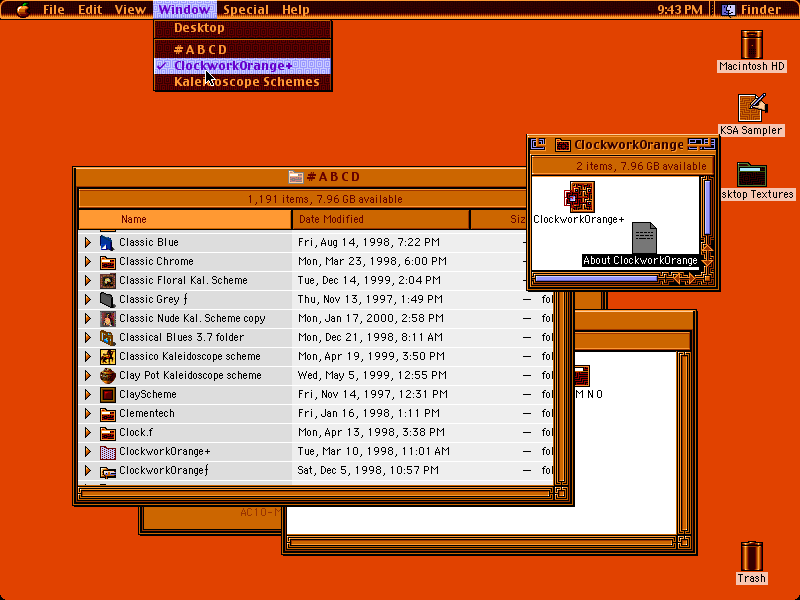 File Edit View Window Special Help 9:43 PM Finder
Desktop
#ABCD
✓ ClockworkOrange+
Kaleidoscope Schemes
Macintosh HD
KSA Sampler
sktop Textures
Trash
ClockworkOrange
2 items, 7.96 GB available
ClockworkOrange+
About ClockworkOrange
#ABCD
1,191 items, 7.96 GB available
Name Date Modified Siz
Classic Blue Fri, Aug 14, 1998, 7:22 PM —
Classic Chrome Mon, Mar 23, 1998, 6:00 PM —
Classic Floral Kal. Scheme Tue, Dec 14, 1999, 2:04 PM —
Classic Grey ƒ Thu, Nov 13, 1997, 1:49 PM — fol
Classic Nude Kal. Scheme copy Mon, Jan 17, 2000, 2:58 PM — fol
Classical Blues 3.7 folder Mon, Dec 21, 1998, 8:11 AM — fol
Classico Kaleidoscope scheme Mon, Apr 19, 1999, 3:50 PM — fol
Clay Pot Kaleidoscope scheme Wed, May 5, 1999, 12:55 PM — fol
ClayScheme Fri, Nov 14, 1997, 12:31 PM — fol
Clementech Fri, Jan 16, 1998, 1:11 PM — fol
Clock.f Mon, Apr 13, 1998, 3:38 PM — fol
ClockworkOrange+ Tue, Mar 10, 1998, 11:01 AM — fol
ClockworkOrangeƒ Sat, Dec 5, 1998, 10:57 PM — fol
M N O
AC10-M